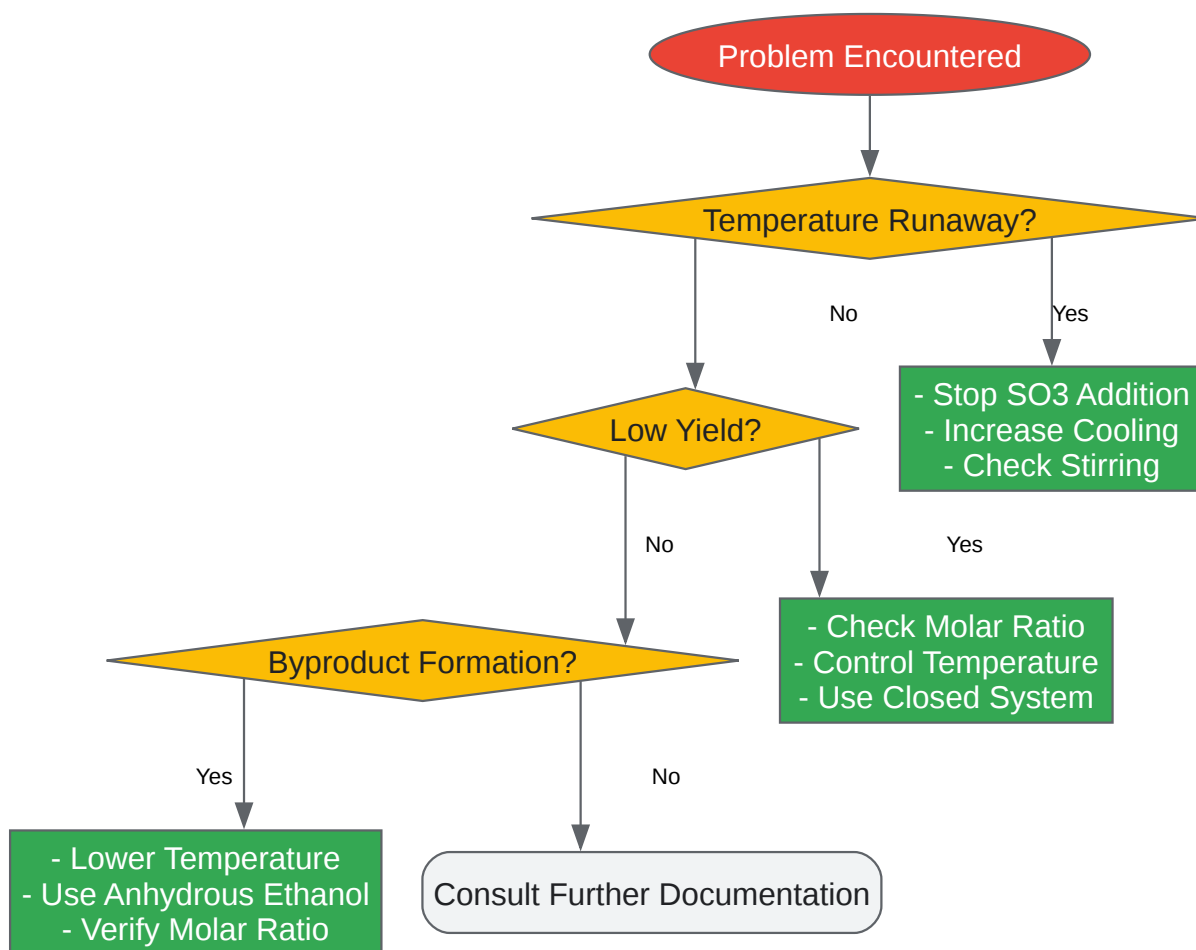 Problem Encountered
Temperature Runaway?
No
Yes
- Stop SO3 Addition
- Increase Cooling
- Check Stirring
Low Yield?
No
Yes
- Check Molar Ratio
- Control Temperature
- Use Closed System
Byproduct Formation?
Yes
No
- Lower Temperature
- Use Anhydrous Ethanol
- Verify Molar Ratio
Consult Further Documentation